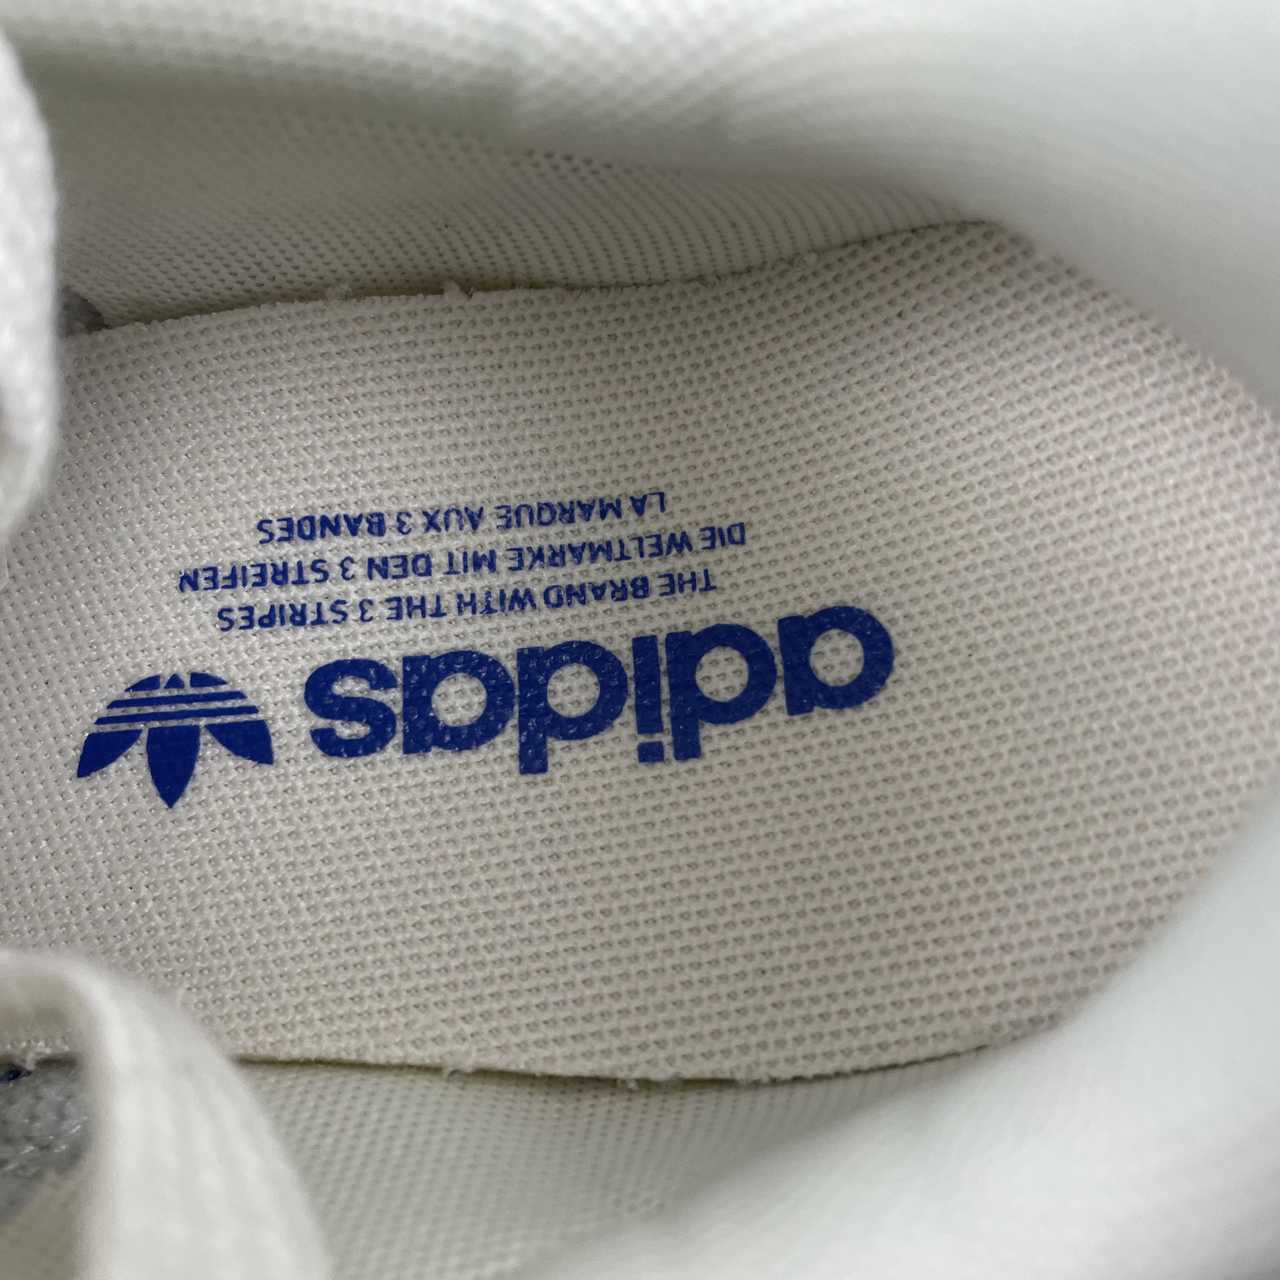 adidas
THE BRAND WITH THE 3 STRIPES
DIE WELTMARKE MIT DEN 3 STREIFEN
LA MARQUE AUX 3 BANDES